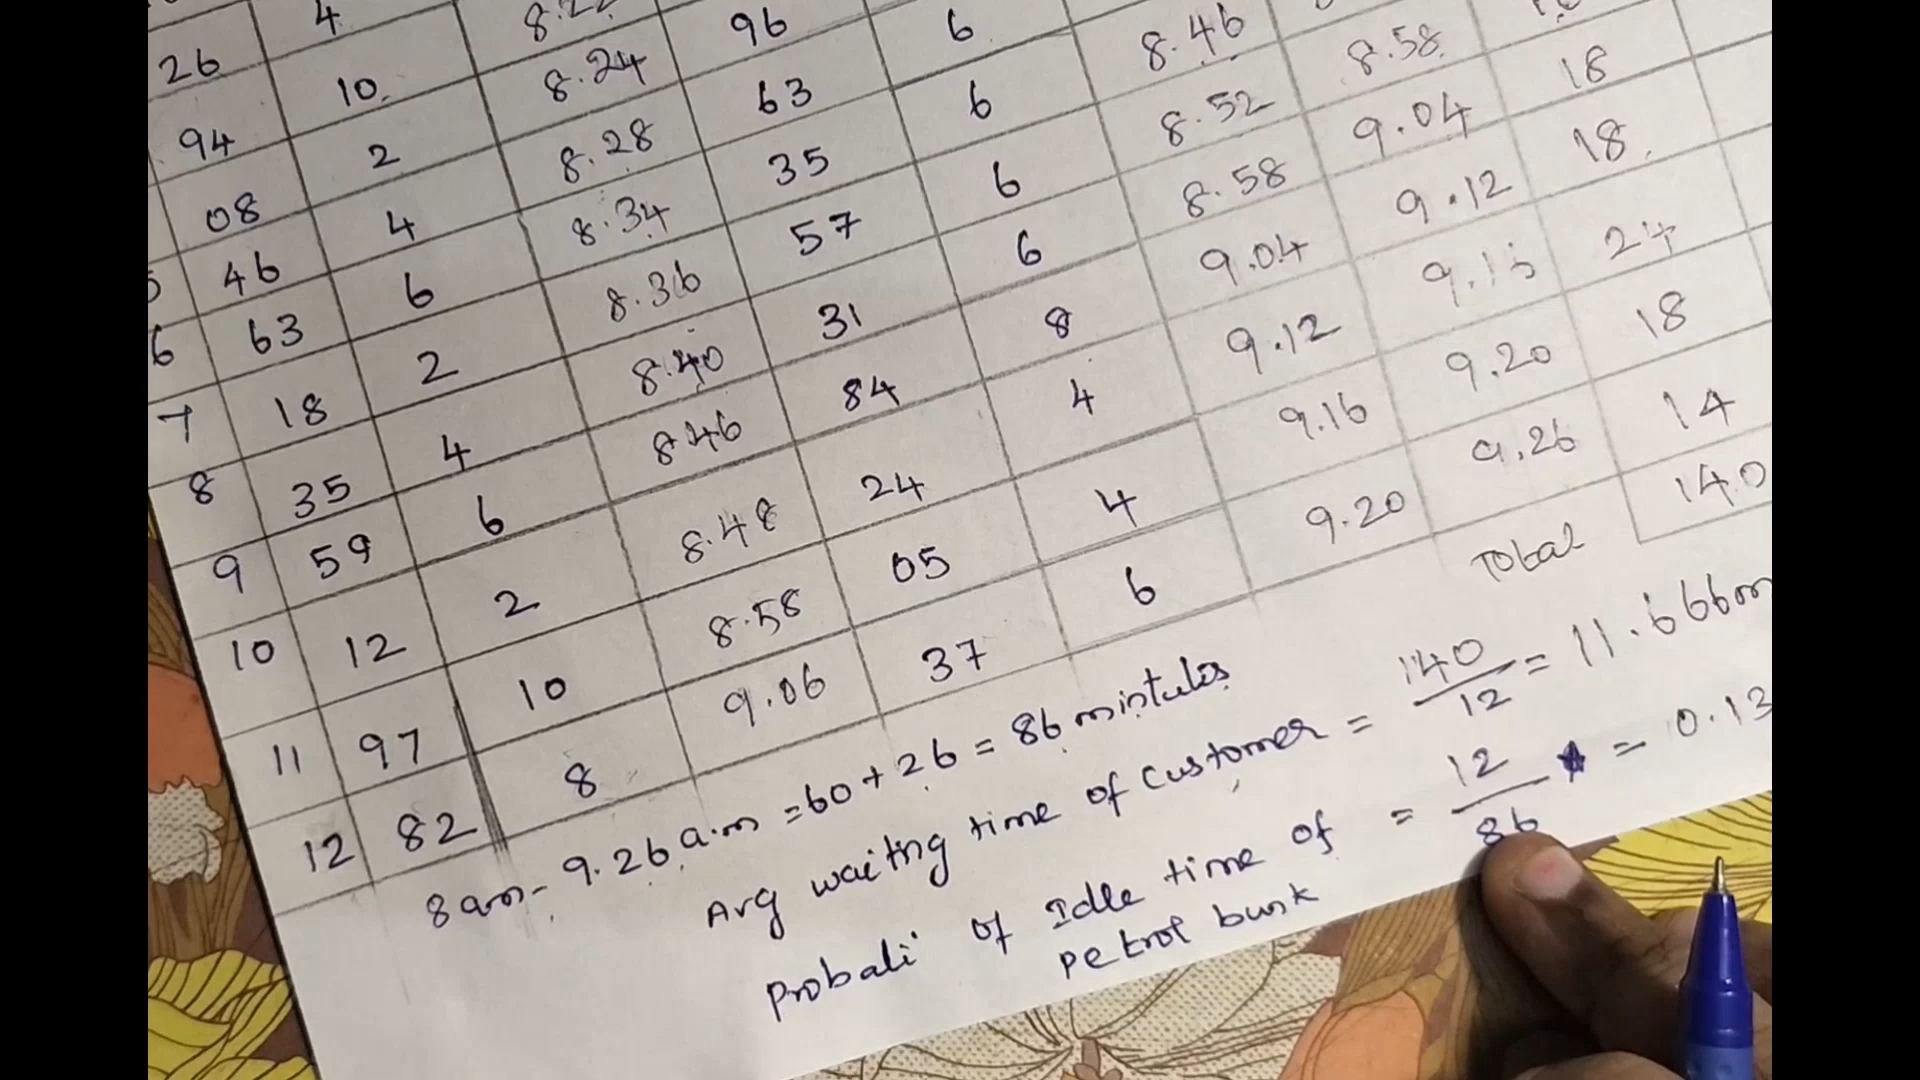 26 4 8.22 96 6 8.46 8.58 18
94 10 8.24 63 6 8.52 9.04 18
08 2 8.28 35 6 8.58 9.12 24
46 4 8.34 57 6 9.04 18
6 63 6 8.36 31 8 9.12 9.20 14
7 18 2 8.40 84 4 9.16 9.26
8 35 4 8.46 24 4 9.20
9 59 6 8.48 05 6
10 12 2 8.58 37
11 97 10 9.06
12 82 8
Total 140
8 am - 9.26 a.m = 60 + 26 = 86 mintules
Avg waiting time of customer = 140/12 = 11.666m
Probali of Idle time of petrol bunk = 12/86 = 0.13